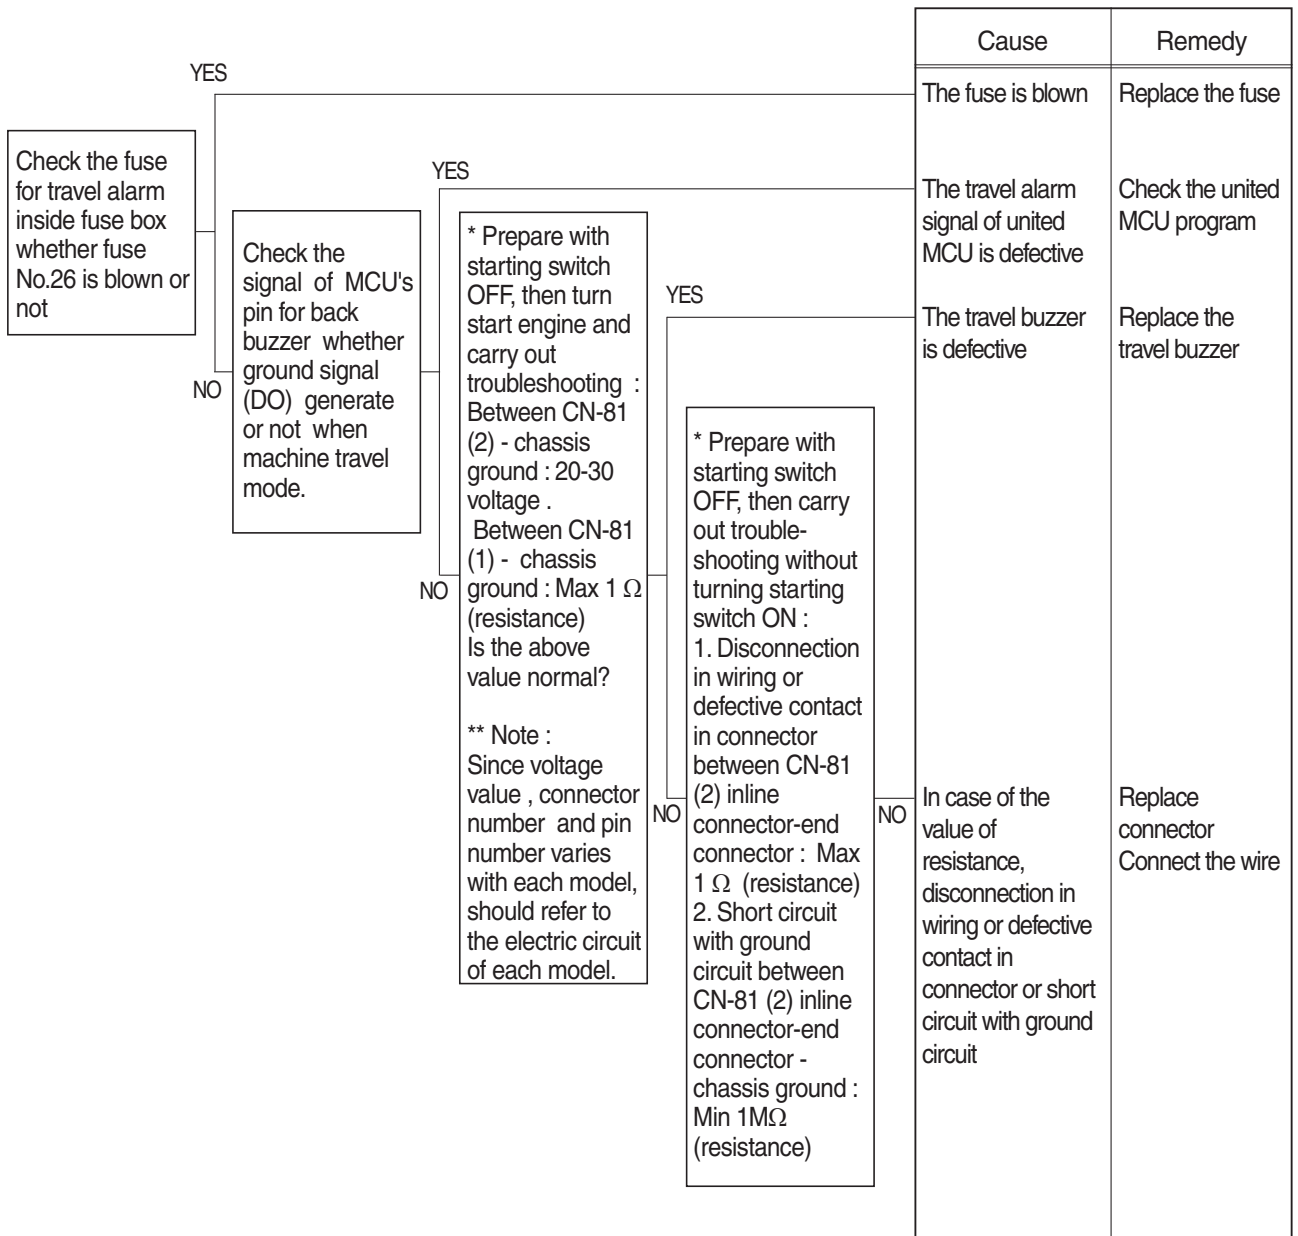 Cause
Remedy
YES
The fuse is blown
Replace the fuse
Check the fuse
for travel alarm
inside fuse box
whether fuse
No.26 is blown or
not
NO
Check the
signal of MCU's
pin for back
buzzer whether
ground signal
(DO) generate
or not when
machine travel
mode.
YES
The travel alarm
signal of united
MCU is defective
Check the united
MCU program
NO
* Prepare with
starting switch
OFF, then turn
start engine and
carry out
troubleshooting :
Between CN-81
(2) - chassis
ground : 20-30
voltage .
Between CN-81
(1) - chassis
ground : Max 1 Ω
(resistance)
Is the above
value normal?
** Note :
Since voltage
value , connector
number and pin
number varies
with each model,
should refer to
the electric circuit
of each model.
YES
The travel buzzer
is defective
Replace the
travel buzzer
NO
* Prepare with
starting switch
OFF, then carry
out trouble-
shooting without
turning starting
switch ON :
1. Disconnection
in wiring or
defective contact
in connector
between CN-81
(2) inline
connector-end
connector : Max
1 Ω (resistance)
2. Short circuit
with ground
circuit between
CN-81 (2) inline
connector-end
connector -
chassis ground :
Min 1MΩ
(resistance)
NO
In case of the
value of
resistance,
disconnection in
wiring or defective
contact in
connector or short
circuit with ground
circuit
Replace
connector
Connect the wire